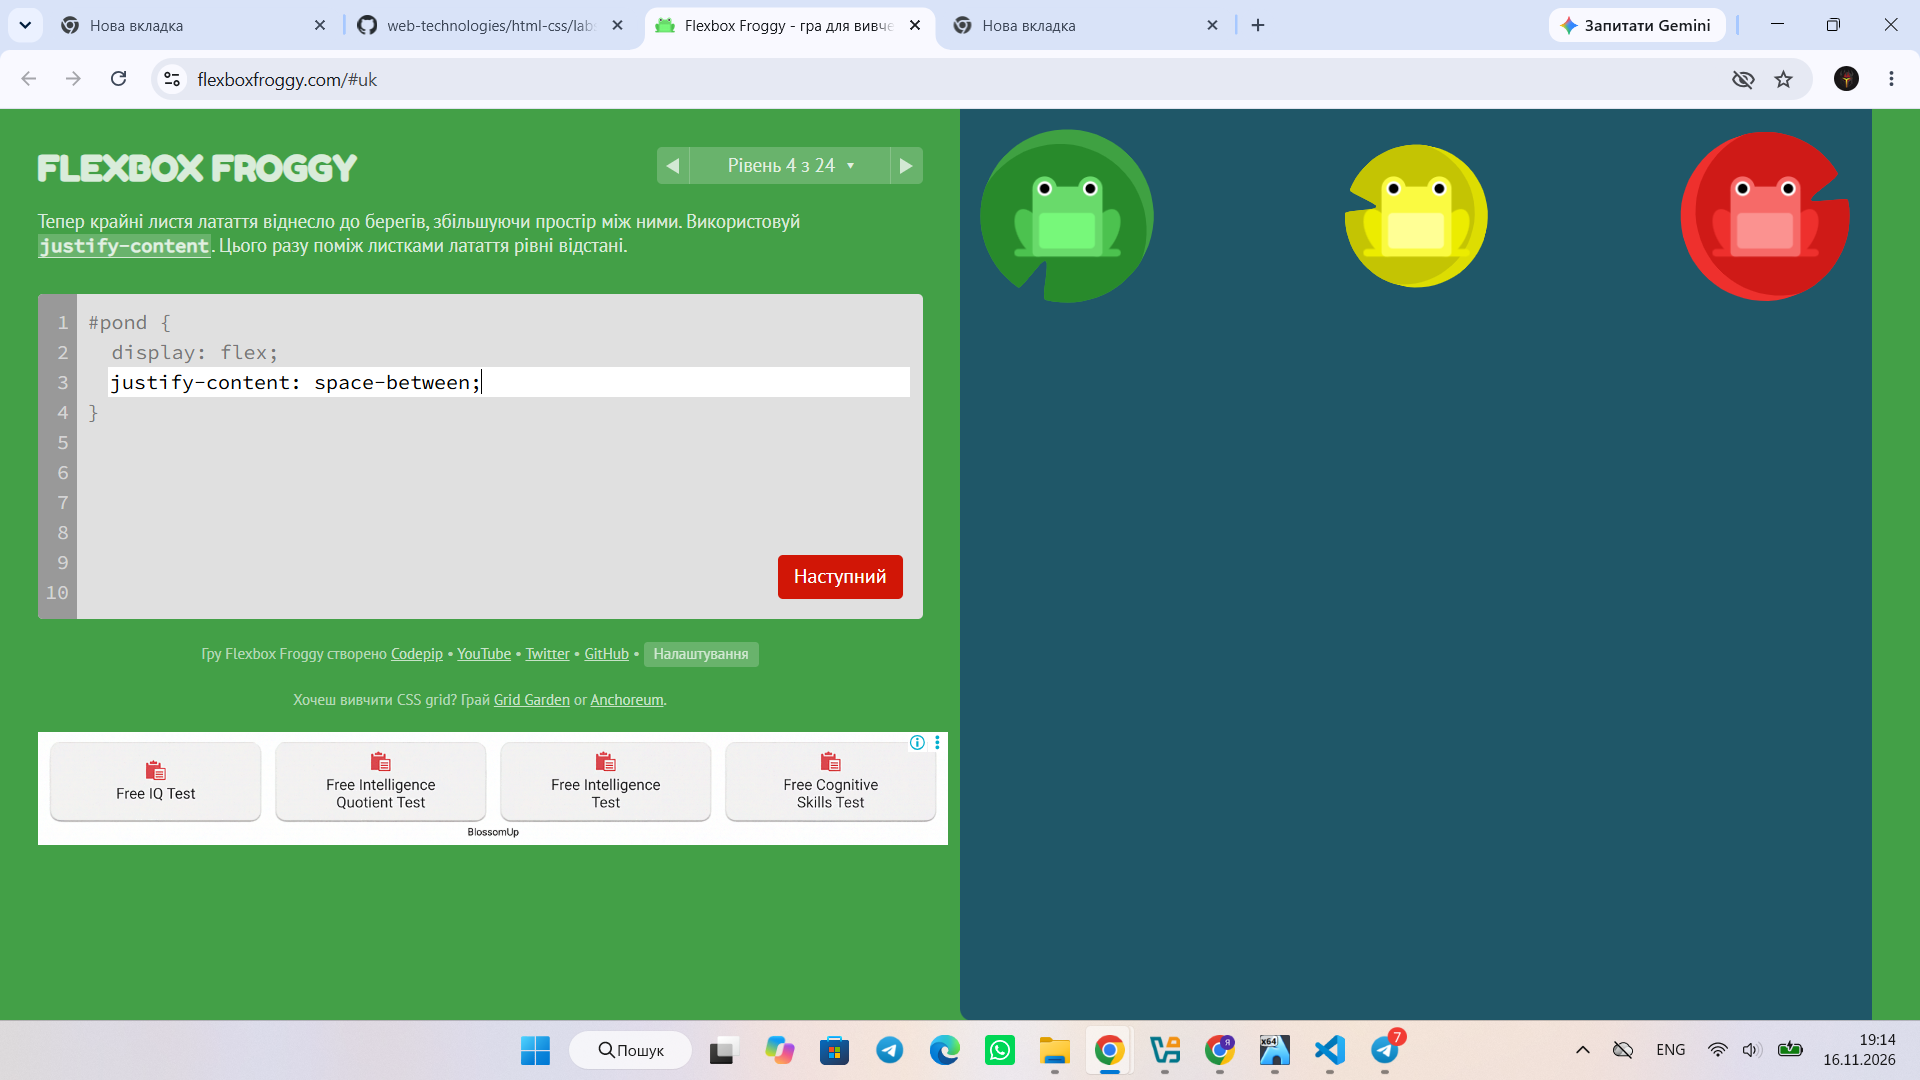 Нова вкладка
web-technologies/html-css/lab
Flexbox Froggy - гра для вивче
Нова вкладка
Запитати Gemini
flexboxfroggy.com/#uk
FLEXBOX FROGGY
Рівень 4 з 24
Тепер крайні листя латаття віднесло до берегів, збільшуючи простір між ними. Використовуй
justify-content. Цього разу поміж листками латаття рівні відстані.
1 #pond {
2 display: flex;
3 justify-content: space-between;
4 }
5
6
7
8
9
10
Наступний
Гру Flexbox Froggy створено Codepip • YouTube • Twitter • GitHub • Налаштування
Хочеш вивчити CSS grid? Грай Grid Garden or Anchoreum.
Free IQ Test
Free Intelligence
Quotient Test
Free Intelligence
Test
Free Cognitive
Skills Test
BlossomUp
Пошук
x64
Я
7
ENG
19:14
16.11.2026